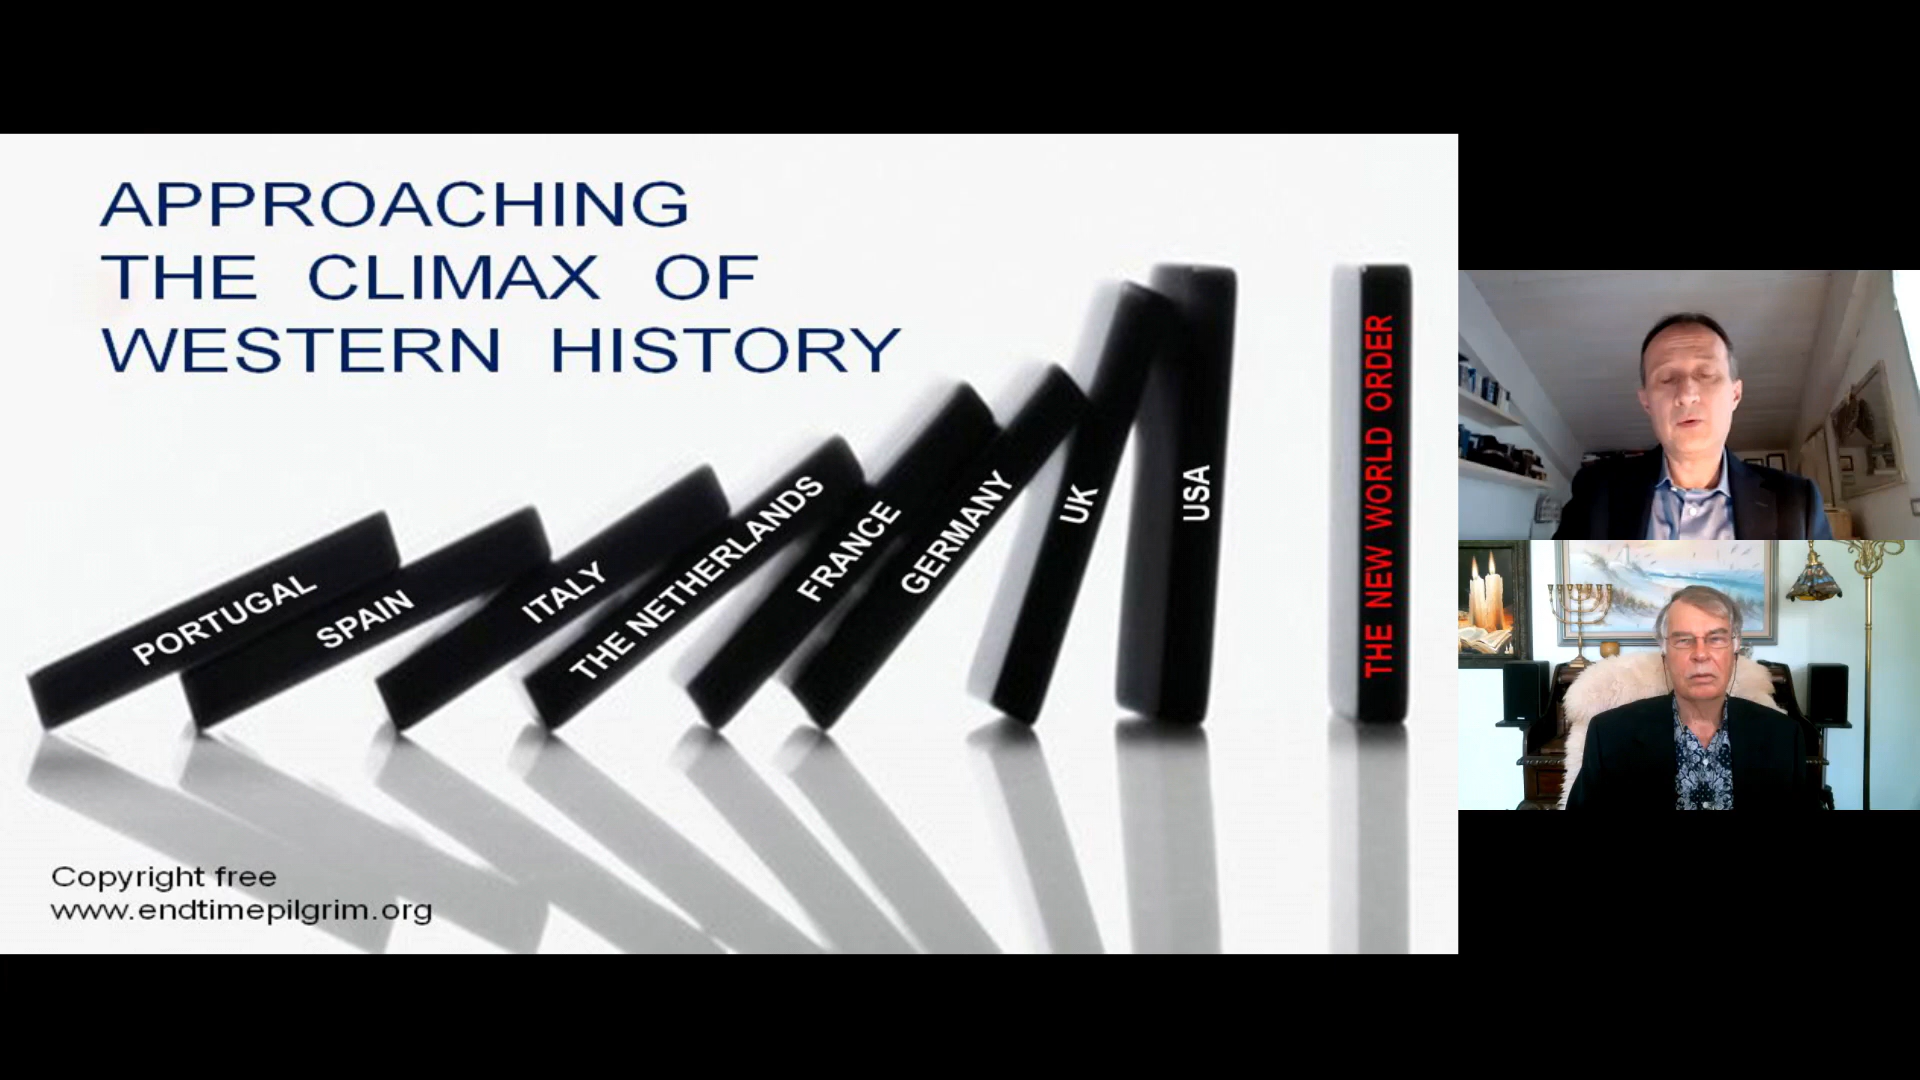 APPROACHING
THE CLIMAX OF
WESTERN HISTORY
PORTUGAL
SPAIN
ITALY
THE NETHERLANDS
FRANCE
GERMANY
UK
USA
THE NEW WORLD ORDER
Copyright free
www.endtimepilgrim.org